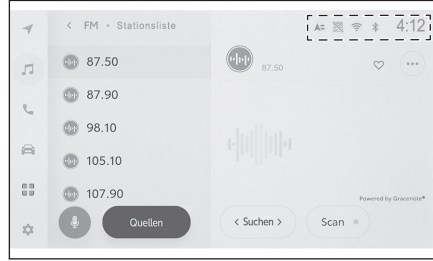 < FM • Stationsliste
4:12
87.50
87.90
98.10
105.10
107.90
Quellen
87.50
Powered by Gracenote®
< Suchen >
Scan